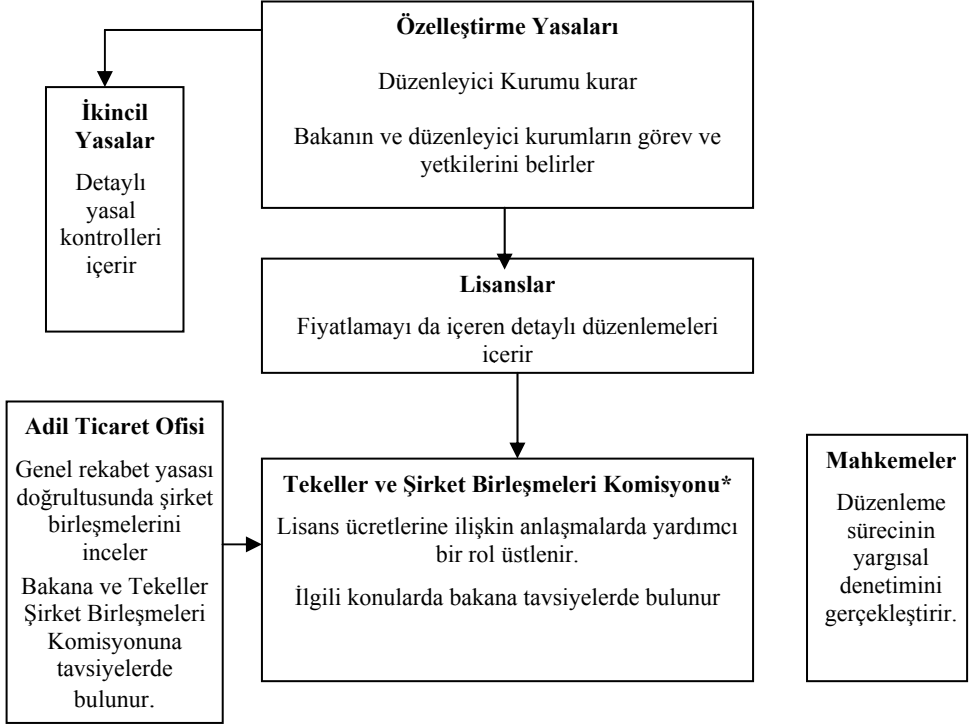 Özelleştirme Yasaları
Düzenleyici Kurumu kurar
Bakanın ve düzenleyici kurumların görev ve
yetkilerini belirler
İkincil
Yasalar
Detaylı
yasal
kontrolleri
içerir
Lisanslar
Fiyatlamayı da içeren detaylı düzenlemeleri
icerir
Adil Ticaret Ofisi
Genel rekabet yasası
doğrultusunda şirket
birleşmelerini
inceler
Bakana ve Tekeller
Şirket Birleşmeleri
Komisyonuna
tavsiyelerde
bulunur.
Tekeller ve Şirket Birleşmeleri Komisyonu*
Lisans ücretlerine ilişkin anlaşmalarda yardımcı
bir rol üstlenir.
İlgili konularda bakana tavsiyelerde bulunur
Mahkemeler
Düzenleme
sürecinin
yargısal
denetimini
gerçekleştirir.